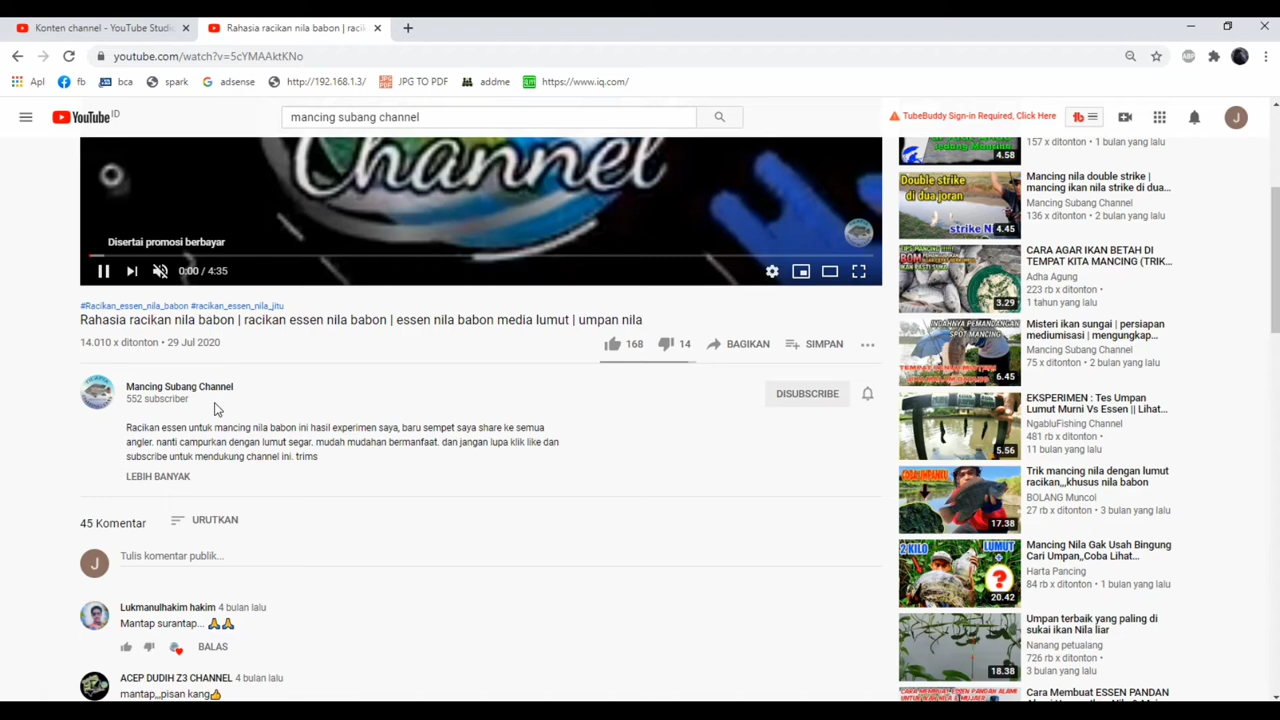 Konten channel - YouTube Studio
Rahasia racikan nila babon | racik
youtube.com/watch?v=5cYMAAktKNo
Apl
fb
bca
spark
adsense
http://192.168.1.3/
JPG TO PDF
addme
https://www.iq.com/
YouTube ID
mancing subang channel
TubeBuddy Sign-in Required, Click Here
tb
J
Channel
Disertai promosi berbayar
0:00 / 4:35
#Racikan_essen_nila_babon #racikan_essen_nila_jitu
Rahasia racikan nila babon | racikan essen nila babon | essen nila babon media lumut | umpan nila
14.010 x ditonton • 29 Jul 2020
168
14
BAGIKAN
SIMPAN
Mancing Subang Channel
552 subscriber
DISUBSCRIBE
Racikan essen untuk mancing nila babon ini hasil experimen saya, baru sempet saya share ke semua
angler. nanti campurkan dengan lumut segar. mudah mudahan bermanfaat. dan jangan lupa klik like dan
subscribe untuk mendukung channel ini. trims
LEBIH BANYAK
45 Komentar
URUTKAN
J
Tulis komentar publik...
Lukmanulhakim hakim 4 bulan lalu
Mantap surantap... 🙏🙏
BALAS
ACEP DUDIH Z3 CHANNEL 4 bulan lalu
mantap,,,pisan kang👍
4.58
157 x ditonton • 1 bulan yang lalu
Double strike
di dua joran
4.45
Mancing nila double strike |
mancing ikan nila strike di dua...
Mancing Subang Channel
136 x ditonton • 2 bulan yang lalu
3.29
CARA AGAR IKAN BETAH DI
TEMPAT KITA MANCING (TRIK...
Adha Agung
223 rb x ditonton •
1 tahun yang lalu
INDAHNYA PEMANDANGAN
SPOT MANCING
6.45
Misteri ikan sungai | persiapan
mediumisasi | mengungkap...
Mancing Subang Channel
75 x ditonton • 2 bulan yang lalu
5.56
EKSPERIMEN : Tes Umpan
Lumut Murni Vs Essen || Lihat...
NgabluFishing Channel
481 rb x ditonton •
11 bulan yang lalu
17.38
Trik mancing nila dengan lumut
racikan,,,khusus nila babon
BOLANG Muncol
27 rb x ditonton • 3 bulan yang lalu
2 KILO
LUMUT
+
?
20.42
Mancing Nila Gak Usah Bingung
Cari Umpan,,Coba Lihat...
Harta Pancing
84 rb x ditonton • 1 bulan yang lalu
18.38
Umpan terbaik yang paling di
sukai ikan Nila liar
Nanang petualang
726 rb x ditonton •
3 bulan yang lalu
Cara Membuat ESSEN PANDAN